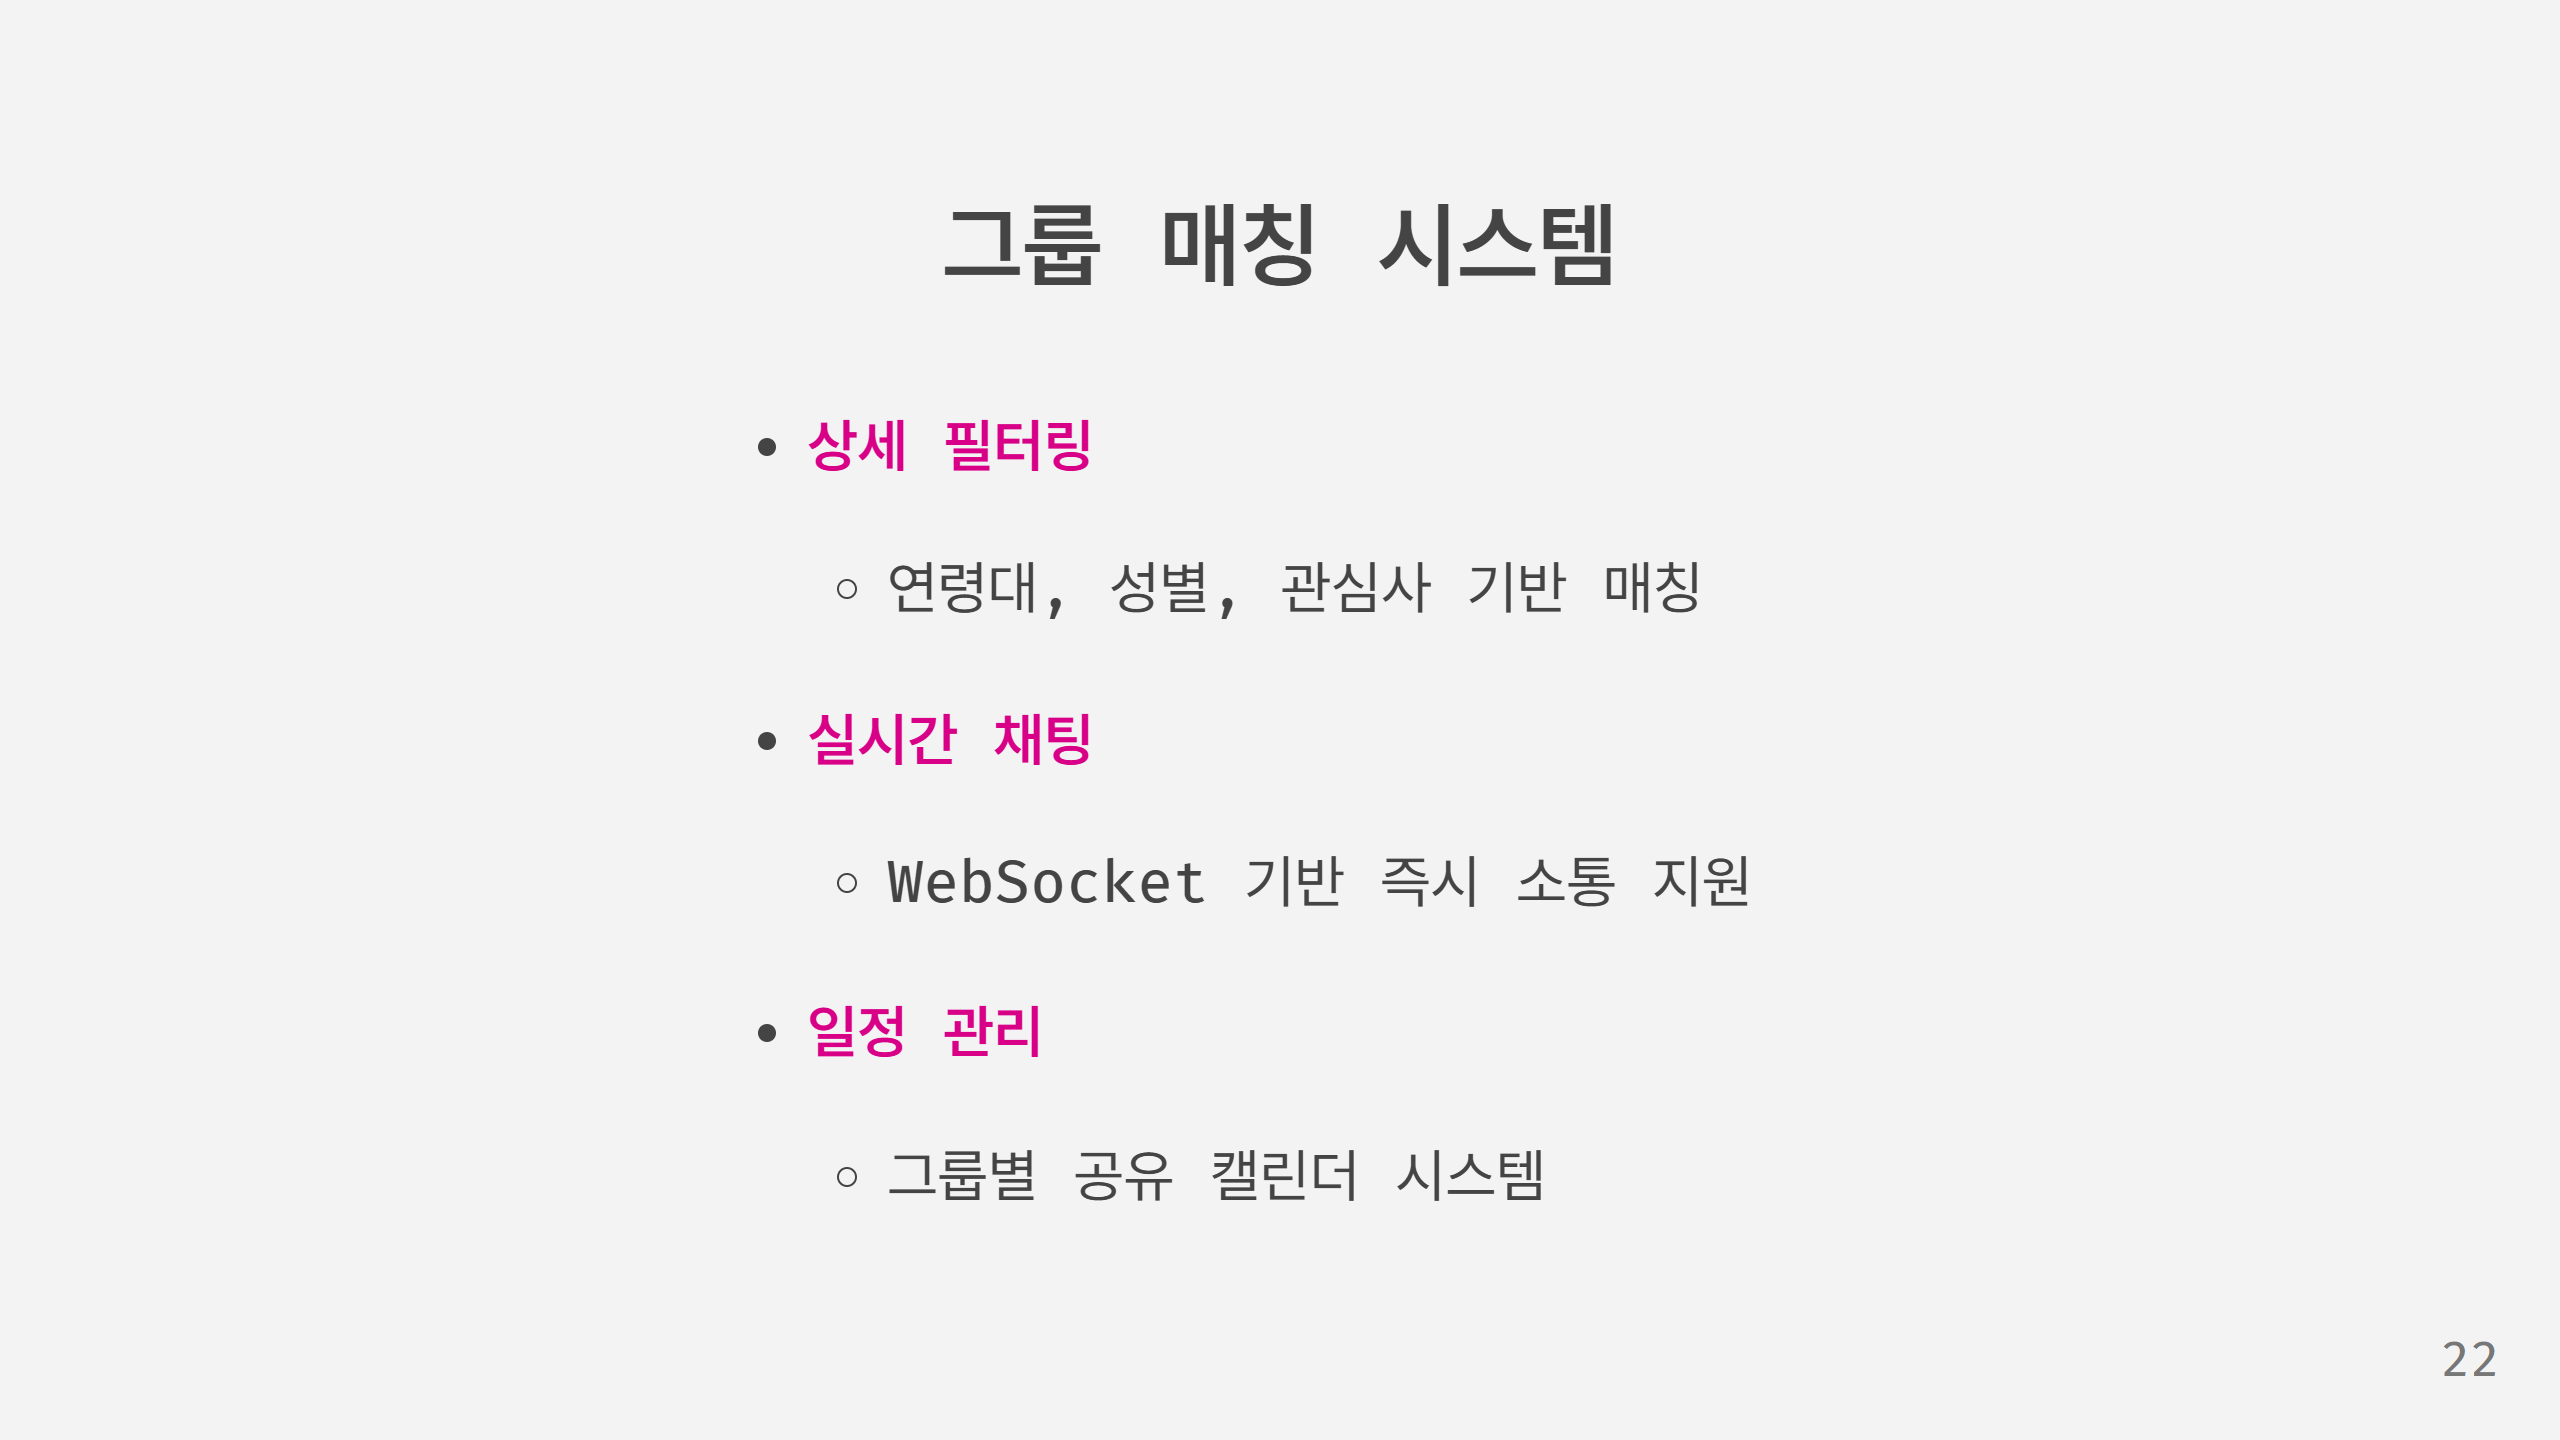 그룹 매칭 시스템
• 상세 필터링
○ 연령대, 성별, 관심사 기반 매칭
• 실시간 채팅
○ WebSocket 기반 즉시 소통 지원
• 일정 관리
○ 그룹별 공유 캘린더 시스템
22